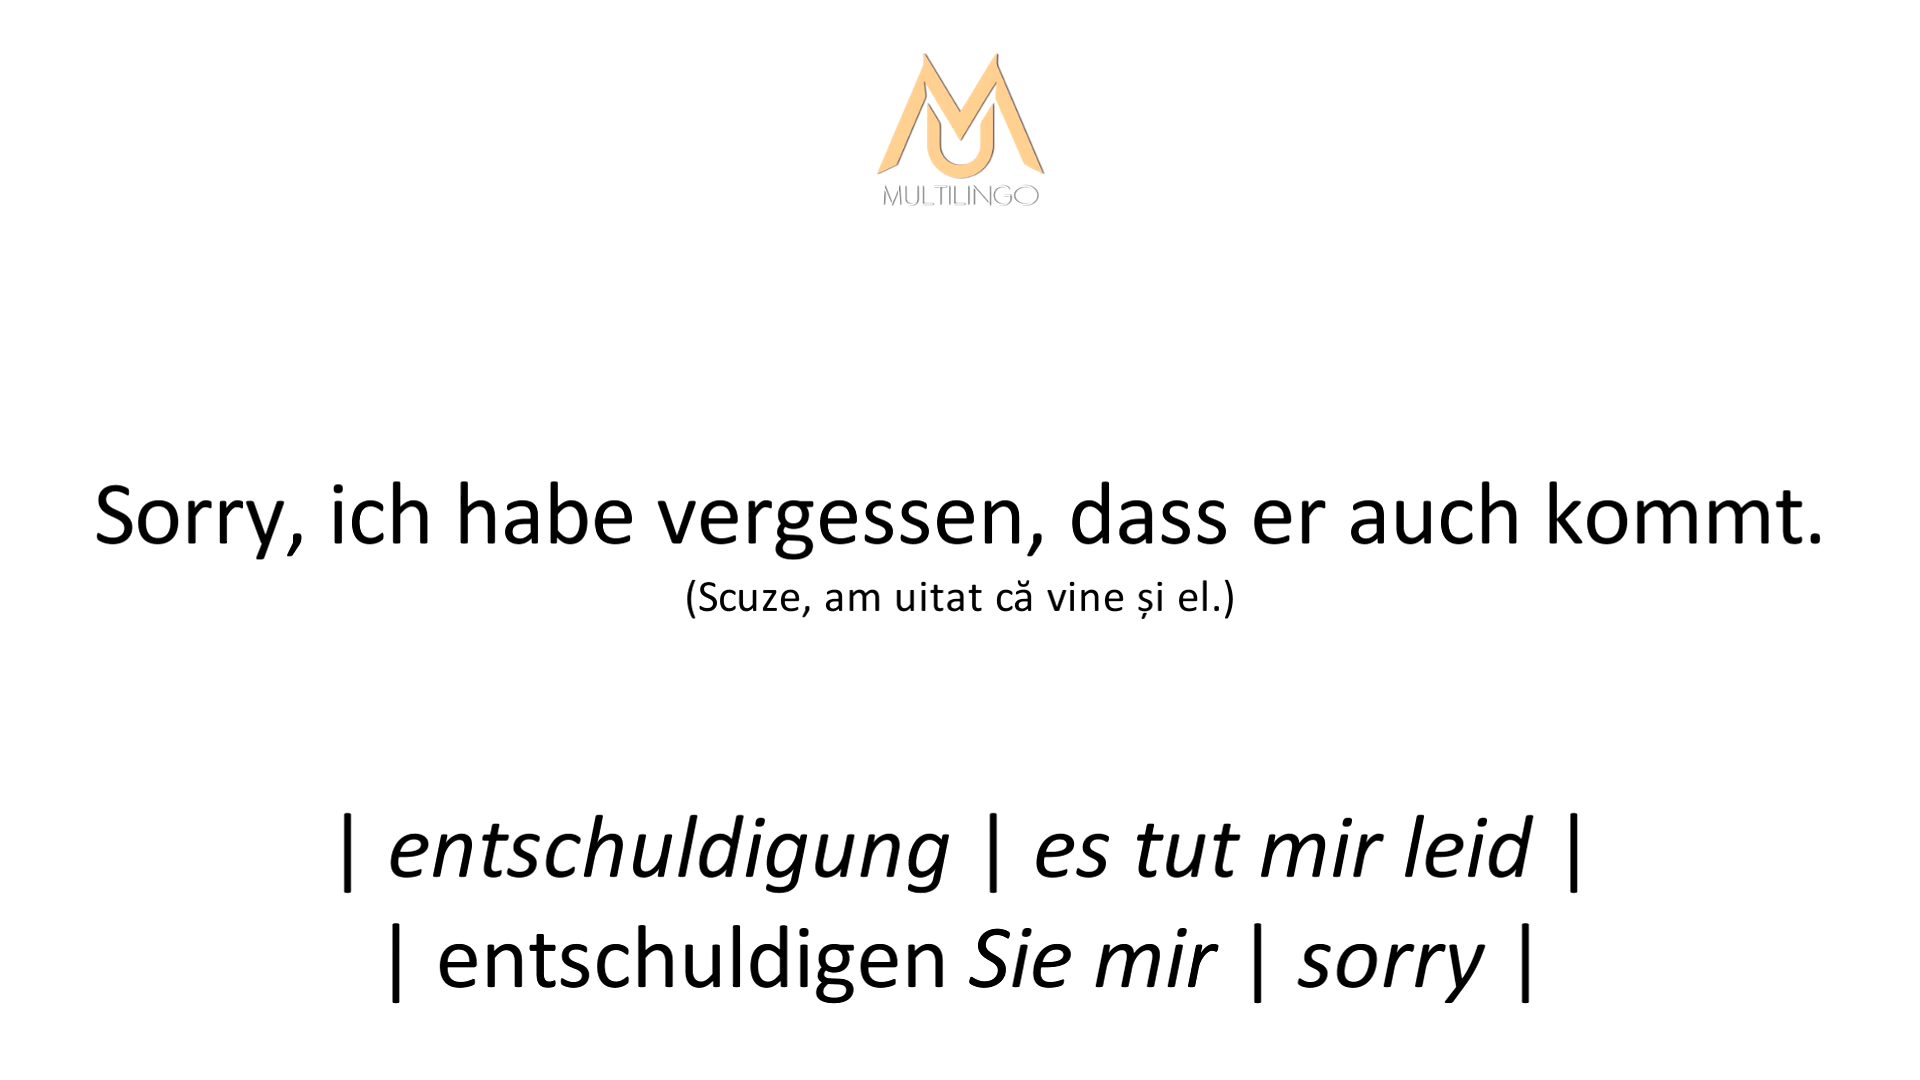 MULTILINGO
Sorry, ich habe vergessen, dass er auch kommt.
(Scuze, am uitat că vine și el.)
| entschuldigung | es tut mir leid |
| entschuldigen Sie mir | sorry |